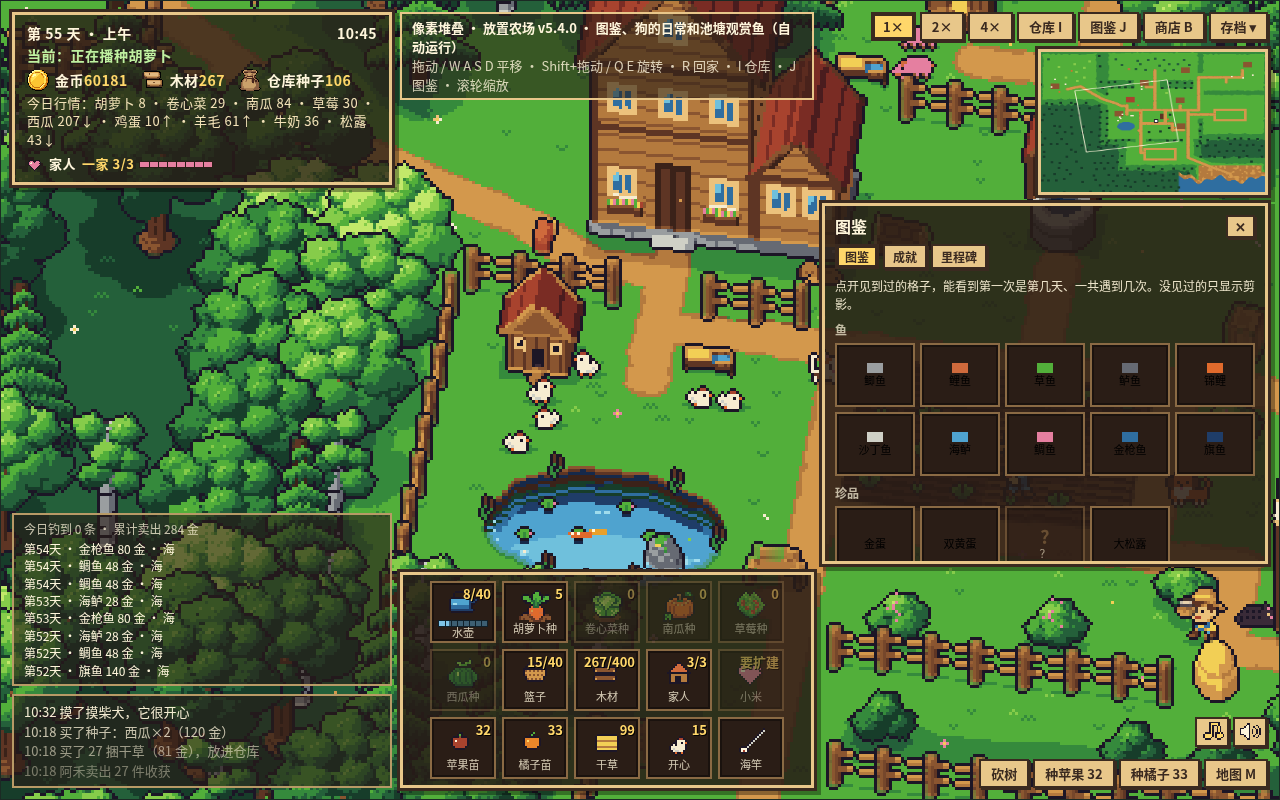 第 55 天 · 上午 10:45
当前：正在播种胡萝卜
金币60181 木材267 仓库种子106
今日行情：胡萝卜 8 · 卷心菜 29 · 南瓜 84 · 草莓 30 ·
西瓜 207↓ · 鸡蛋 10↑ · 羊毛 61↑ · 牛奶 36 · 松露
43↓
家人 一家 3/3
像素堆叠 · 放置农场 v5.4.0 · 图鉴、狗的日常和池塘观赏鱼（自
动运行）
拖动 / W A S D 平移 · Shift+拖动 / Q E 旋转 · R 回家 · I 仓库 · J
图鉴 · 滚轮缩放
1× 2× 4× 仓库 I 图鉴 J 商店 B 存档 ▾
图鉴 ×
图鉴 成就 里程碑
点开见到过的格子，能看到第一次是第几天、一共遇到几次。没见过的只显示剪
影。
鱼
鲫鱼 鲤鱼 草鱼 鲈鱼 锦鲤
沙丁鱼 海鲈 鲷鱼 金枪鱼 旗鱼
珍品
金蛋 双黄蛋 ? 大松露
?
今日钓到 0 条 · 累计卖出 284 金
第54天 · 金枪鱼 80 金 · 海
第54天 · 鲷鱼 48 金 · 海
第54天 · 鲷鱼 48 金 · 海
第53天 · 海鲈 28 金 · 海
第53天 · 金枪鱼 80 金 · 海
第52天 · 海鲈 28 金 · 海
第52天 · 鲷鱼 48 金 · 海
第52天 · 旗鱼 140 金 · 海
10:32 摸了摸柴犬，它很开心
10:18 买了种子：西瓜×2（120 金）
10:18 买了 27 捆干草（81 金），放进仓库
10:18 阿禾卖出 27 件收获
8/40 5 0 0 0
水壶 胡萝卜种 卷心菜种 南瓜种 草莓种
0 15/40 267/400 3/3 要扩建
西瓜种 篮子 木材 家人 小米
32 33 99 15
苹果苗 橘子苗 干草 开心 海竿
砍树 种苹果 32 种橘子 33 地图 M